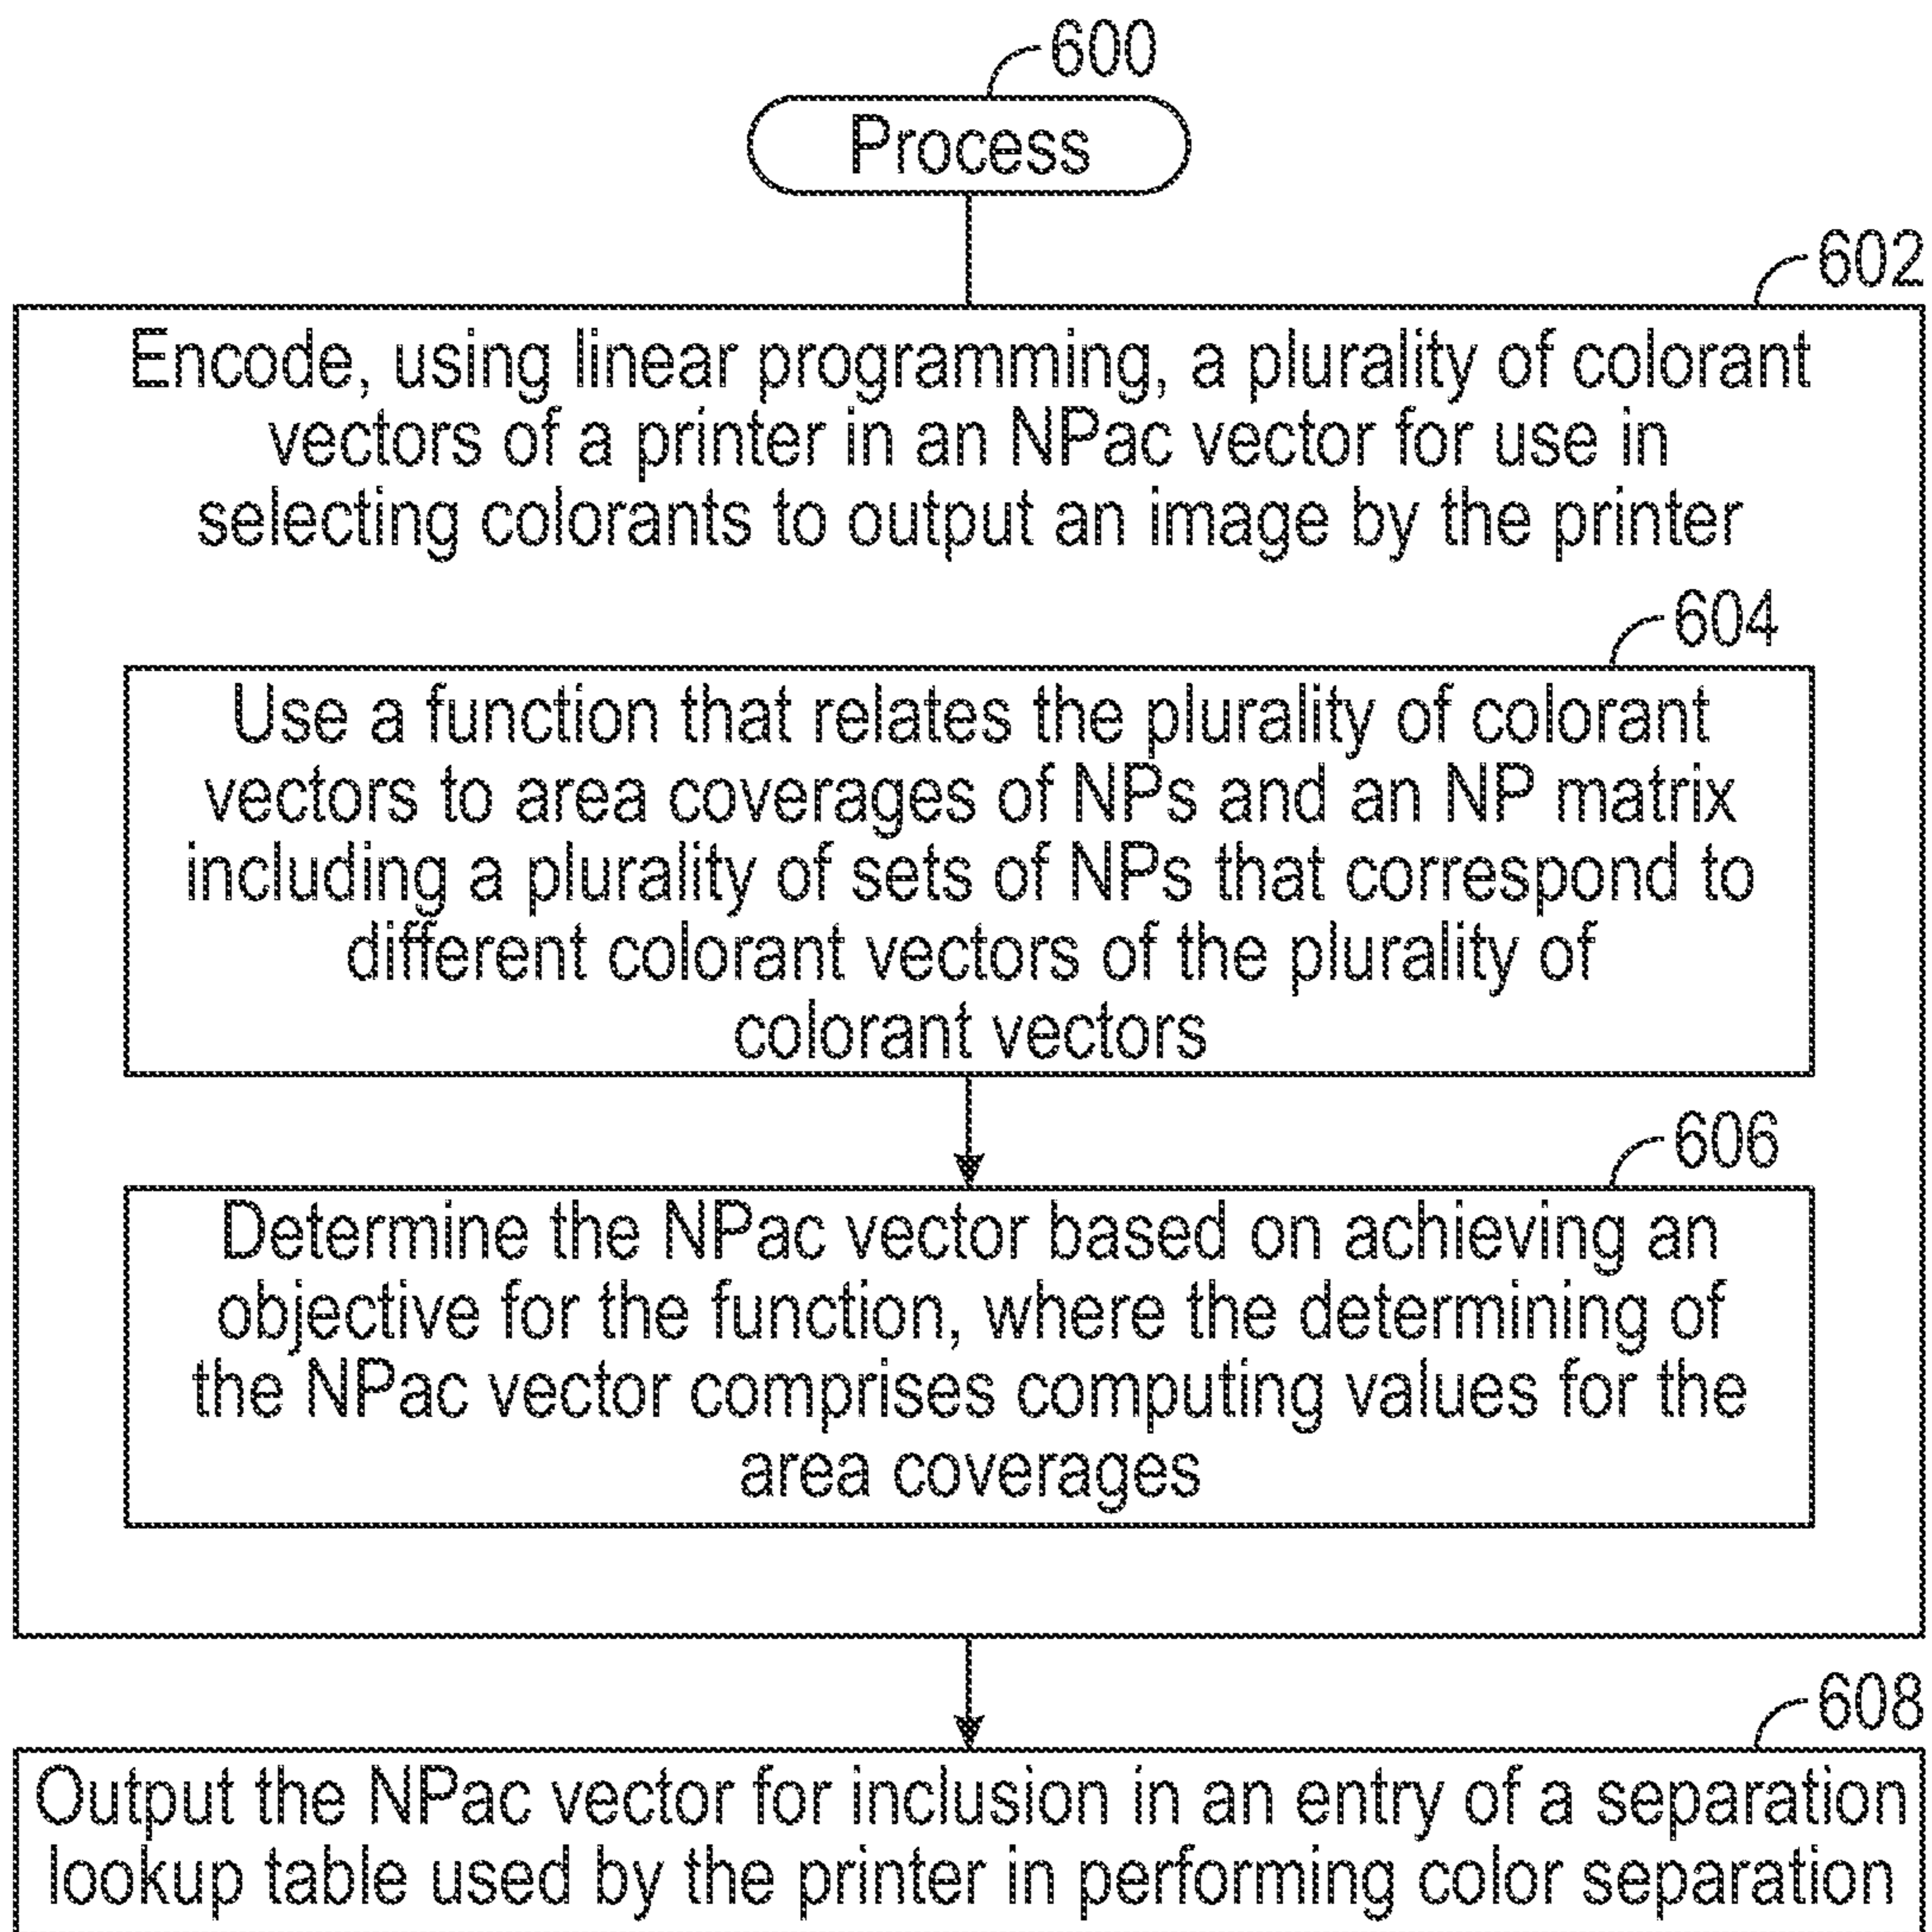 600
Process
602
Encode, using linear programming, a plurality of colorant
vectors of a printer in an NPac vector for use in
selecting colorants to output an image by the printer
604
Use a function that relates the plurality of colorant
vectors to area coverages of NPs and an NP matrix
including a plurality of sets of NPs that correspond to
different colorant vectors of the plurality of
colorant vectors
606
Determine the NPac vector based on achieving an
objective for the function, where the determining of
the NPac vector comprises computing values for the
area coverages
608
Output the NPac vector for inclusion in an entry of a separation
lookup table used by the printer in performing color separation